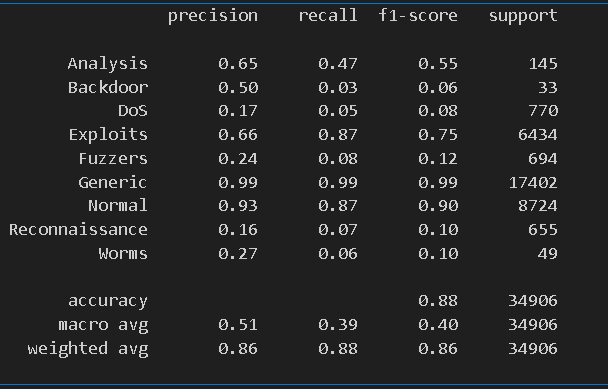 precision recall f1-score support
Analysis 0.65 0.47 0.55 145
Backdoor 0.50 0.03 0.06 33
DoS 0.17 0.05 0.08 770
Exploits 0.66 0.87 0.75 6434
Fuzzers 0.24 0.08 0.12 694
Generic 0.99 0.99 0.99 17402
Normal 0.93 0.87 0.90 8724
Reconnaissance 0.16 0.07 0.10 655
Worms 0.27 0.06 0.10 49
accuracy 0.88 34906
macro avg 0.51 0.39 0.40 34906
weighted avg 0.86 0.88 0.86 34906